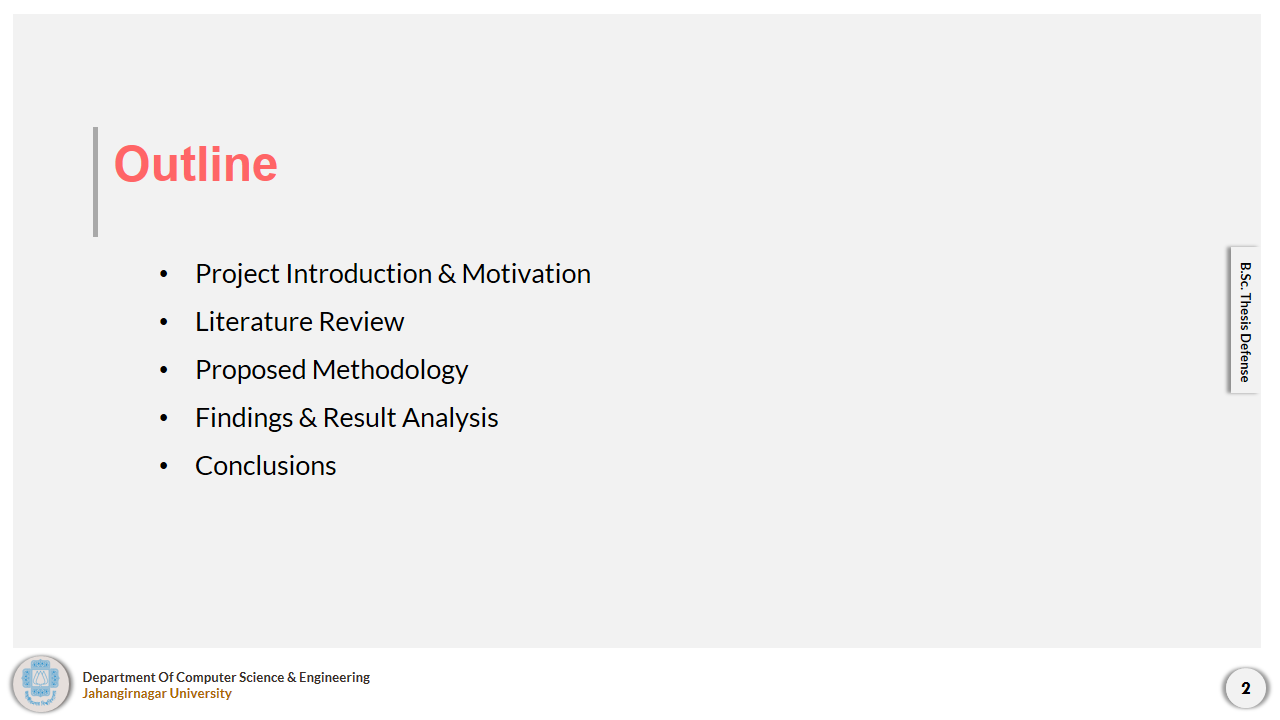 Outline
• Project Introduction & Motivation
• Literature Review
• Proposed Methodology
• Findings & Result Analysis
• Conclusions
B.Sc. Thesis Defense
Department Of Computer Science & Engineering
Jahangirnagar University
2